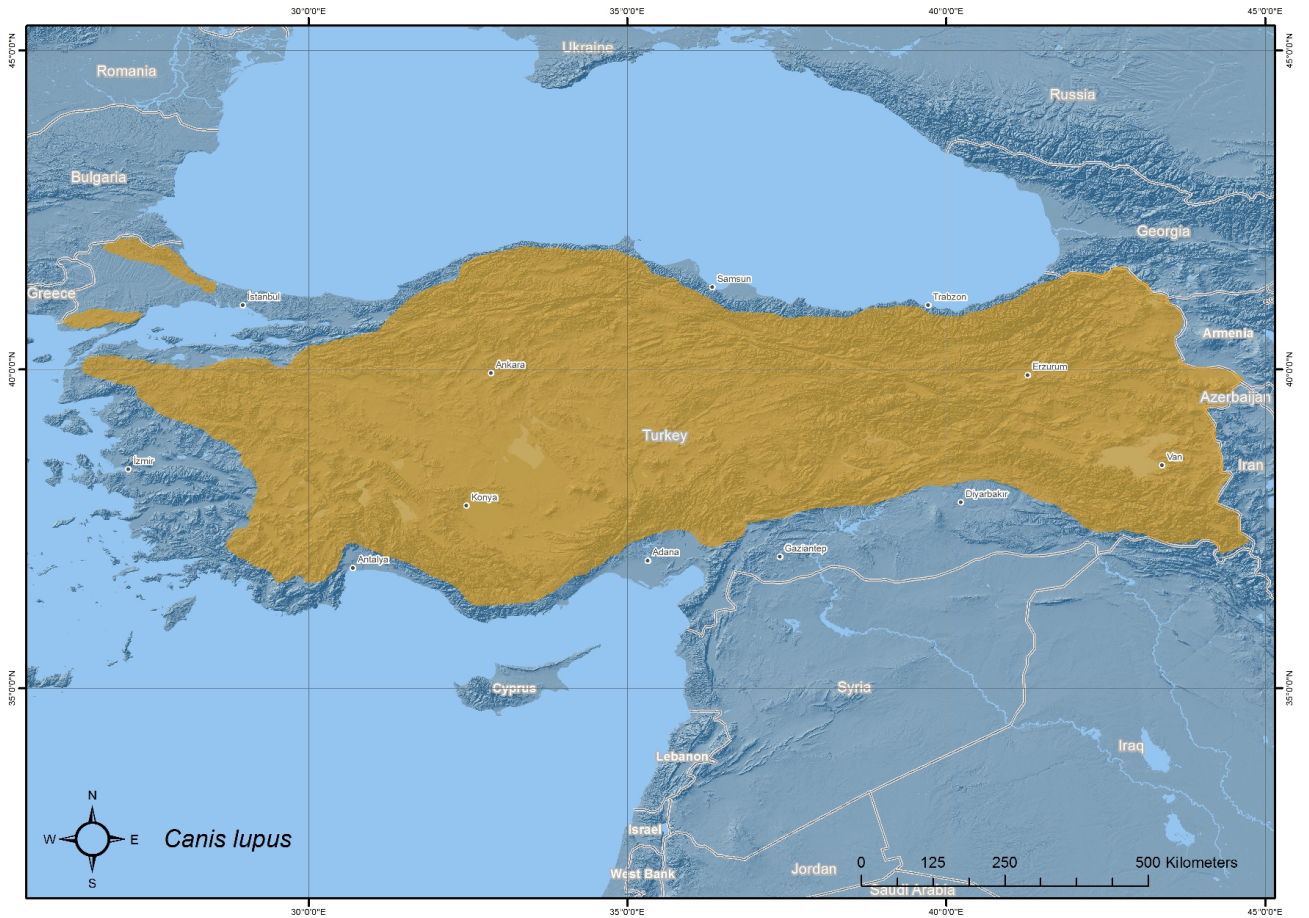 30°0'0"E
35°0'0"E
40°0'0"E
45°0'0"E
45°0'0"N
45°0'0"N
Ukraine
Romania
Russia
Bulgaria
Georgia
Greece
İstanbul
Samsun
Trabzon
Armenia
40°0'0"N
40°0'0"N
Ankara
Erzurum
Azerbaijan
Turkey
İzmir
Van
Iran
Konya
Diyarbakır
Antalya
Adana
Gaziantep
35°0'0"N
35°0'0"N
Cyprus
Syria
Lebanon
Iraq
N
W
E
S
Canis lupus
Israel
West Bank
Jordan
Saudi Arabia
0
125
250
500 Kilometers
30°0'0"E
35°0'0"E
40°0'0"E
45°0'0"E